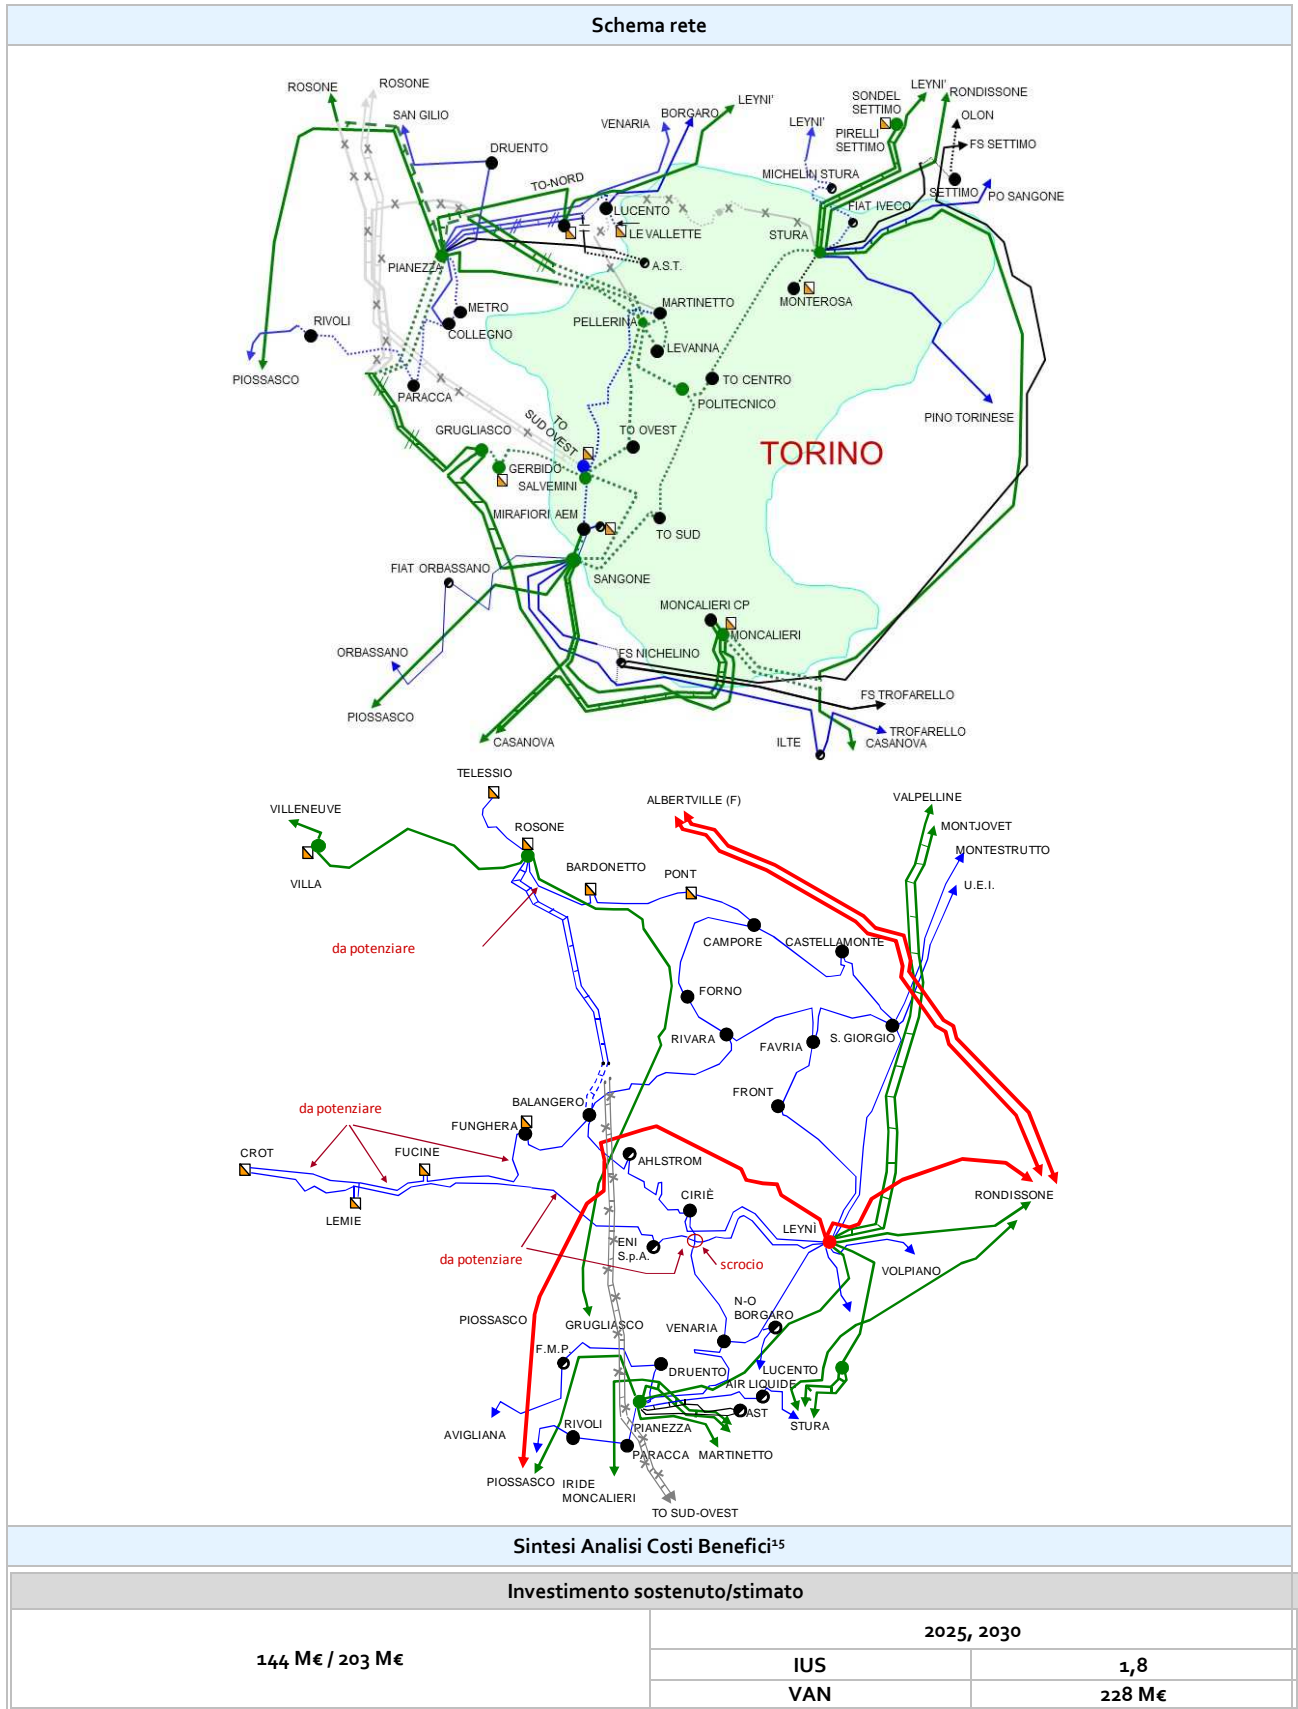 Schema rete
ROSONE
ROSONE
SAN GILIO
DRUENTO
VENARIA
BORGARO
LEYNI'
LEYNI'
SONDEL
SETTIMO
LEYNI'
RONDISSONE
PIRELLI
SETTIMO
OLON
FS SETTIMO
SETTIMO
PO SANGONE
MICHELIN STURA
FIAT IVECO
TO-NORD
LUCENTO
LE VALLETTE
STURA
A.S.T.
PIANEZZA
METRO
COLLEGNO
MARTINETTO
PELLERINA
MONTEROSA
LEVANNA
RIVOLI
PIOSSASCO
PARACCA
TO CENTRO
POLITECNICO
PINO TORINESE
GRUGLIASCO
TO
SUD OVEST
TO OVEST
TORINO
GERBIDO
SALVEMINI
MIRAFIORI AEM
TO SUD
FIAT ORBASSANO
SANGONE
MONCALIERI CP
MONCALIERI
ORBASSANO
FS NICHELINO
PIOSSASCO
FS TROFARELLO
CASANOVA
ILTE
TROFARELLO
CASANOVA
TELESSIO
VILLENEUVE
ALBERTVILLE (F)
VALPELLINE
ROSONE
MONTJOVET
MONTESTRUTTO
VILLA
BARDONETTO
PONT
U.E.I.
da potenziare
CAMPORE
CASTELLAMONTE
FORNO
RIVARA
FAVRIA
S. GIORGIO
FRONT
BALANGERO
da potenziare
FUNGHERA
CROT
FUCINE
AHLSTROM
LEMIE
CIRIÈ
RONDISSONE
LEYNÌ
ENI
S.p.A.
da potenziare
scrocio
VOLPIANO
N-O
BORGARO
PIOSSASCO
GRUGLIASCO
VENARIA
F.M.P.
DRUENTO
LUCENTO
AIR LIQUIDE
AST
STURA
AVIGLIANA
RIVOLI
PIANEZZA
PARACCA
MARTINETTO
PIOSSASCO
IRIDE
MONCALIERI
TO SUD-OVEST
Sintesi Analisi Costi Benefici¹⁵
Investimento sostenuto/stimato
144 M€ / 203 M€
2025, 2030
IUS
1,8
VAN
228 M€